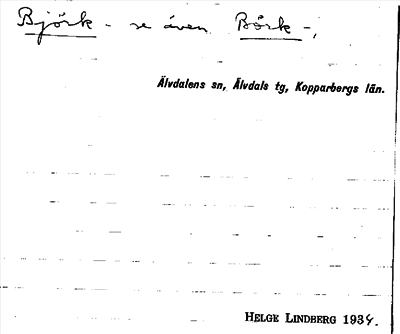 Björk - se även Börk -,
Älvdalens sn, Älvdals tg, Kopparbergs län.
HELGE LINDBERG 1934.